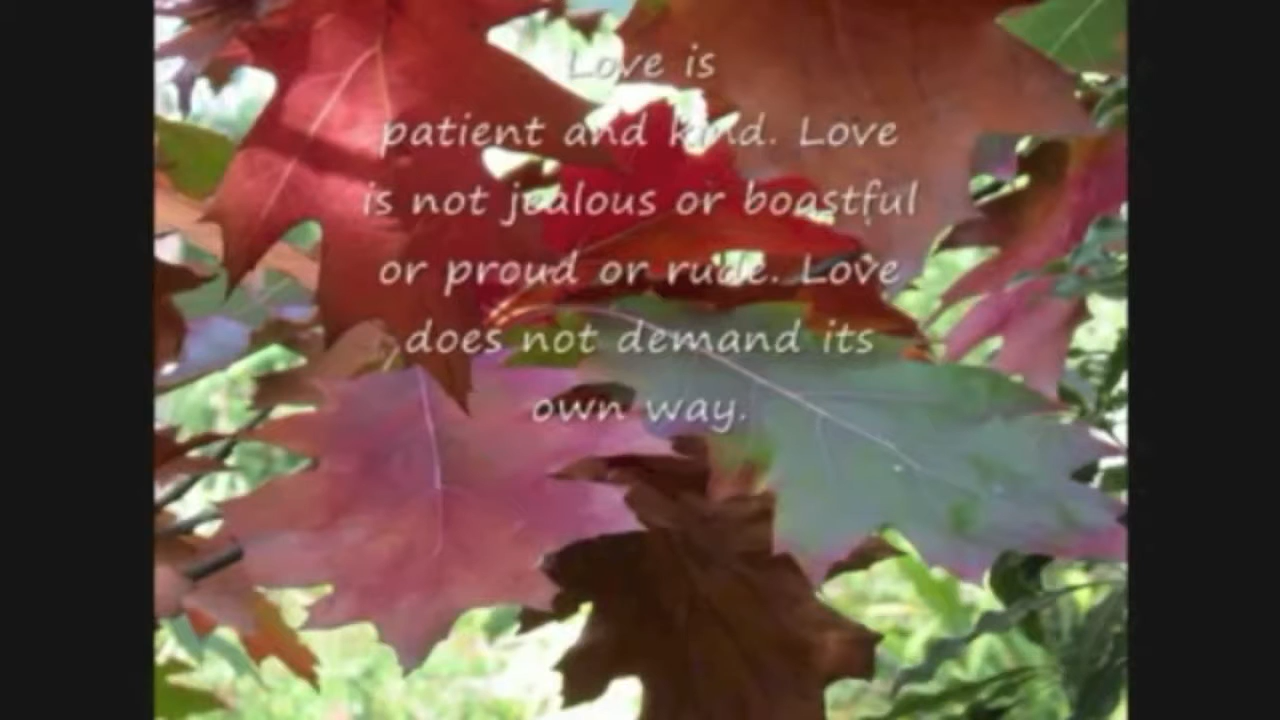 Love is
patient and kind. Love
is not jealous or boastful
or proud or rude. Love
does not demand its
own way.